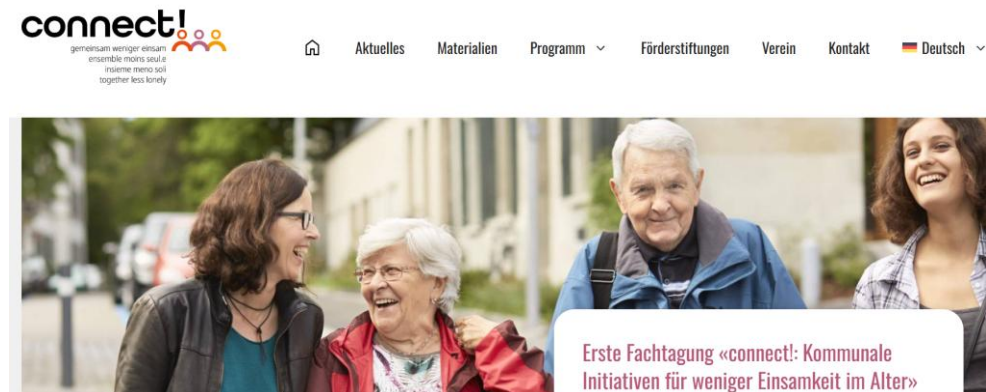 connect!
gemeinsam weniger einsam
ensemble moins seul.e
insieme meno soli
together less lonely
Aktuelles Materialien Programm Förderstiftungen Verein Kontakt Deutsch
Erste Fachtagung «connect!: Kommunale
Initiativen für weniger Einsamkeit im Alter»